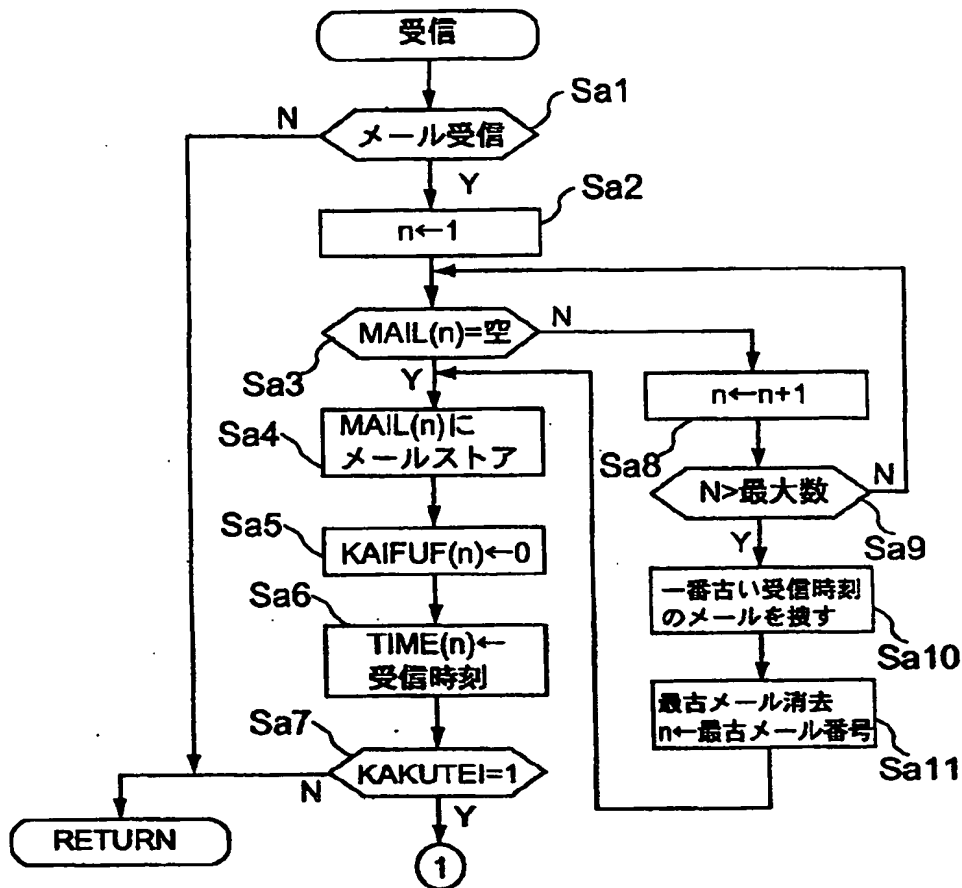 受信
Sa1
N
メール受信
Y
Sa2
n←1
MAIL(n)=空
N
Sa3
Y
n←n+1
Sa8
MAIL(n)に
メールストア
Sa4
N>最大数
N
Sa9
Y
Sa5
KAIFUF(n)←0
一番古い受信時刻
のメールを捜す
Sa10
Sa6
TIME(n)←
受信時刻
最古メール消去
n←最古メール番号
Sa11
Sa7
KAKUTEI=1
N
Y
RETURN
1